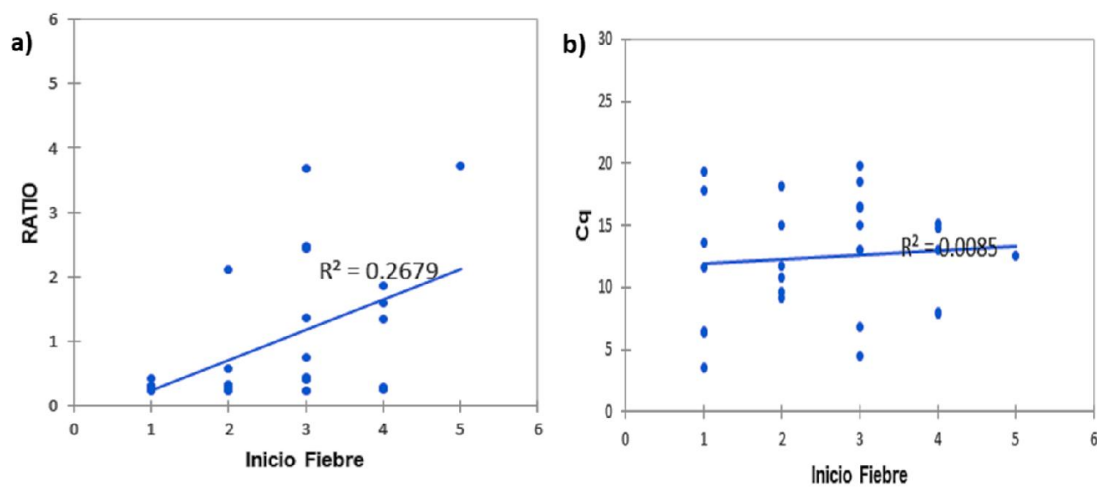 a)
6
5
4
3
2
1
0
RATIO
R² = 0.2679
0 1 2 3 4 5 6
Inicio Fiebre
b)
30
25
20
15
10
5
0
Cq
R² = 0.0085
0 1 2 3 4 5 6
Inicio Fiebre